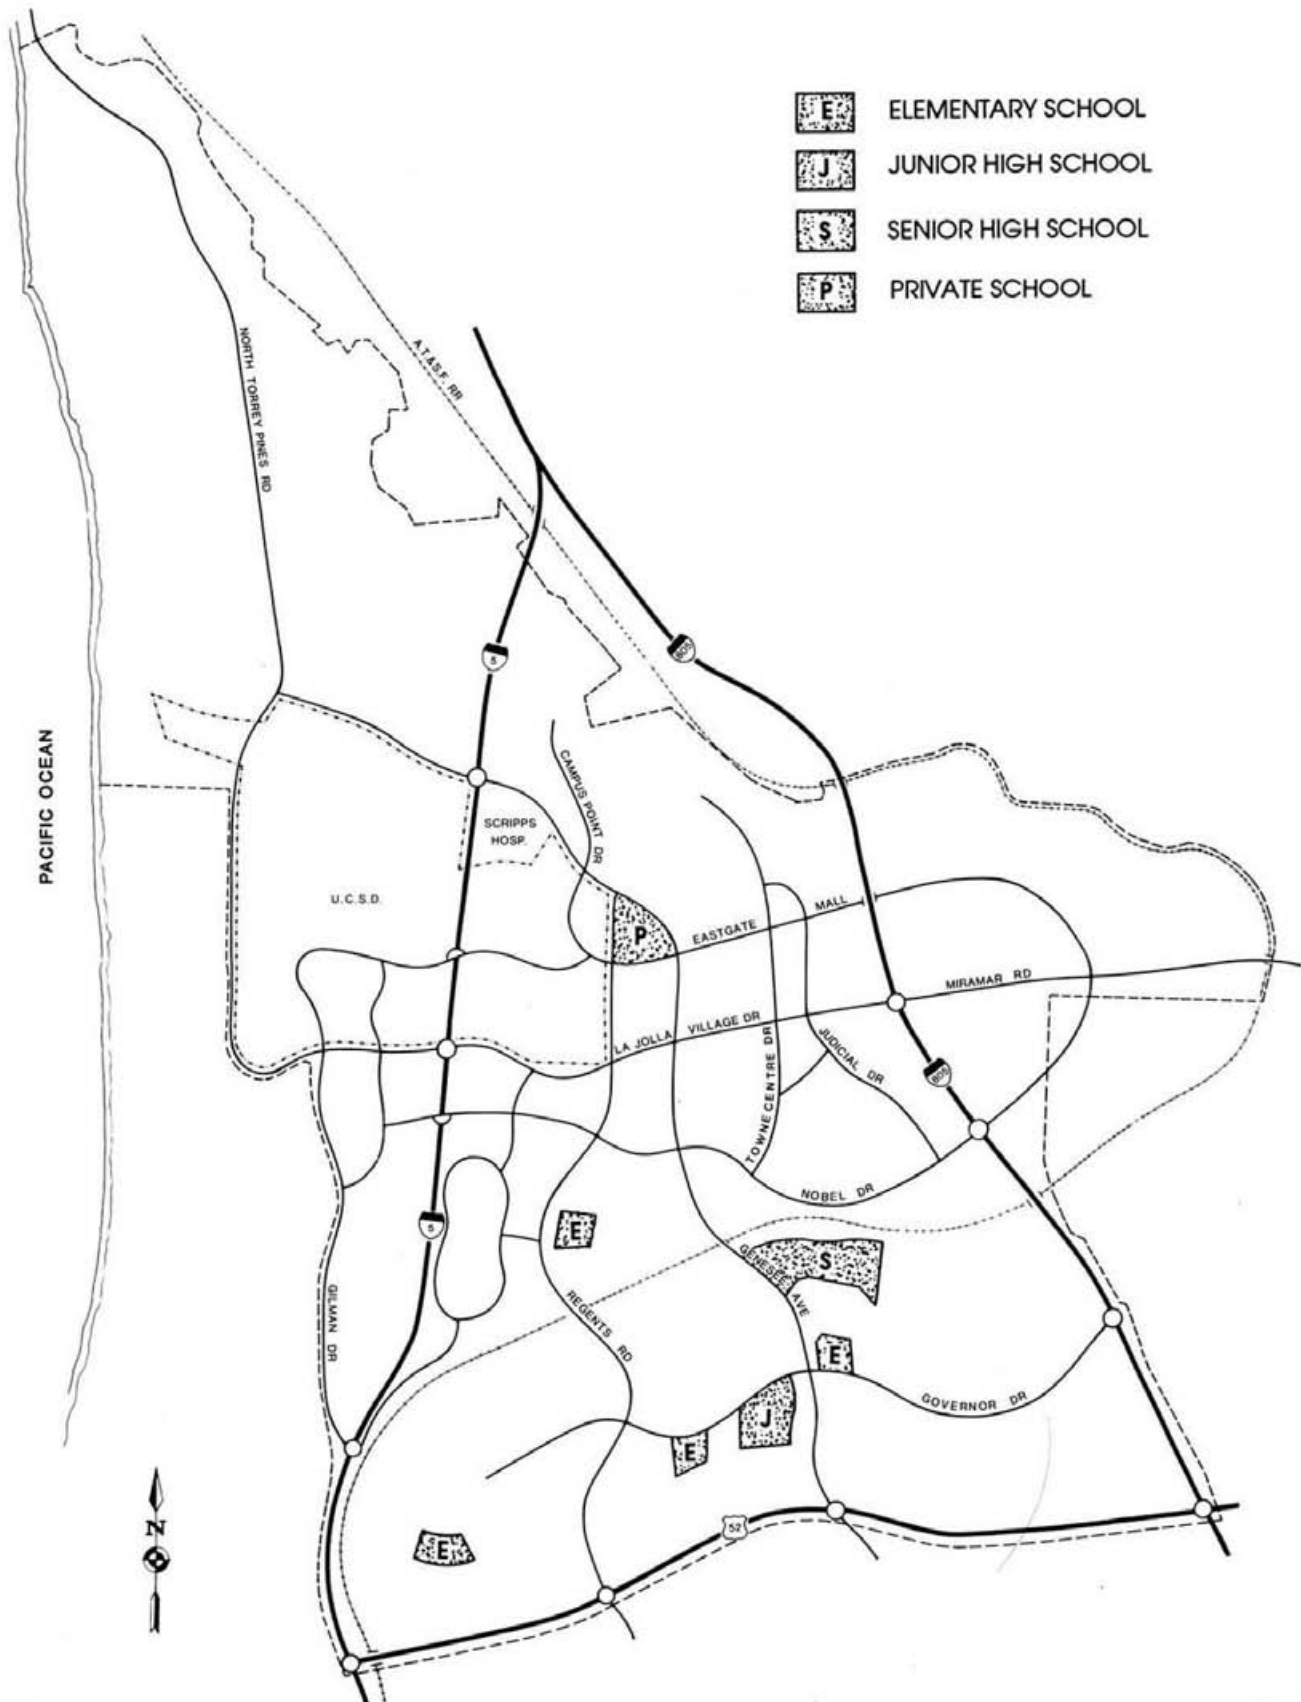 E ELEMENTARY SCHOOL
J JUNIOR HIGH SCHOOL
S SENIOR HIGH SCHOOL
P PRIVATE SCHOOL
A.T.&S.F. RR
NORTH TORREY PINES RD
5
805
PACIFIC OCEAN
CAMPUS POINT DR
SCRIPPS
HOSP.
U.C.S.D.
P
EASTGATE MALL
MIRAMAR RD
LA JOLLA VILLAGE DR
JUDICIAL DR
TOWNE CENTRE DR
805
NOBEL DR
5
E
GENESEE AVE
S
GILMAN DR
REGENTS RD
E
GOVERNOR DR
J
E
N
52
E